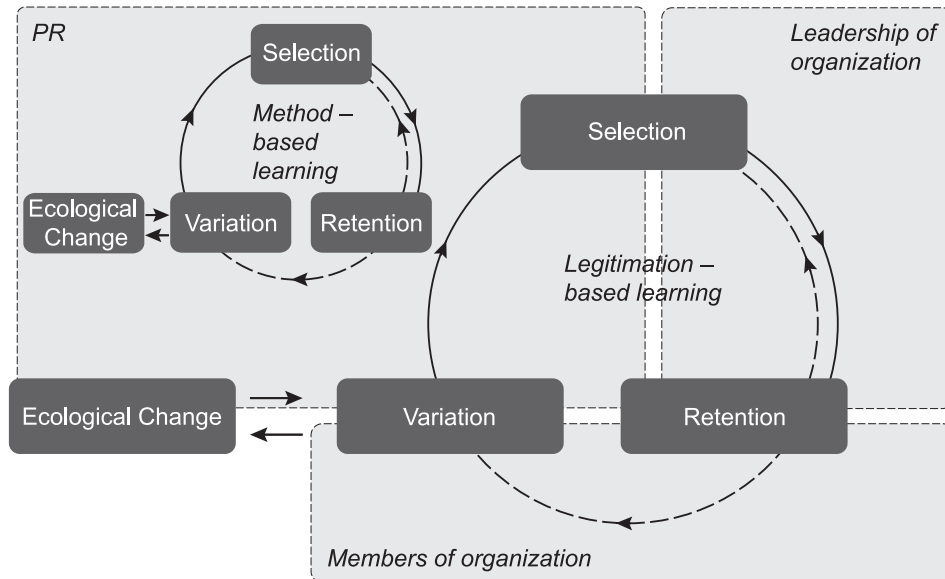 PR
Leadership of
organization
Selection
Method –
based
learning
Selection
Ecological
Change
Variation
Retention
Legitimation –
based learning
Ecological Change
Variation
Retention
Members of organization